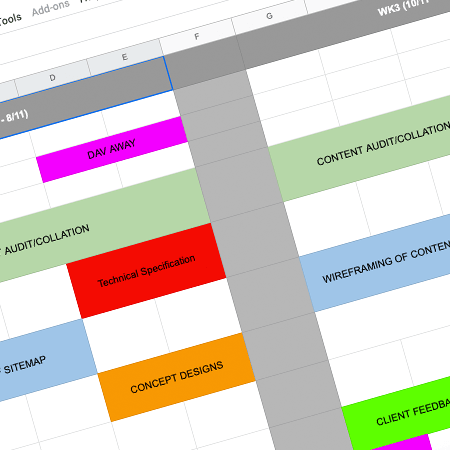 Tools Add-ons
D E F G
- 8/11)
WK3 (10/11
DAV AWAY
AUDIT/COLLATION
CONTENT AUDIT/COLLATION
Technical Specification
WIREFRAMING OF CONTEN
SITEMAP
CONCEPT DESIGNS
CLIENT FEEDBA